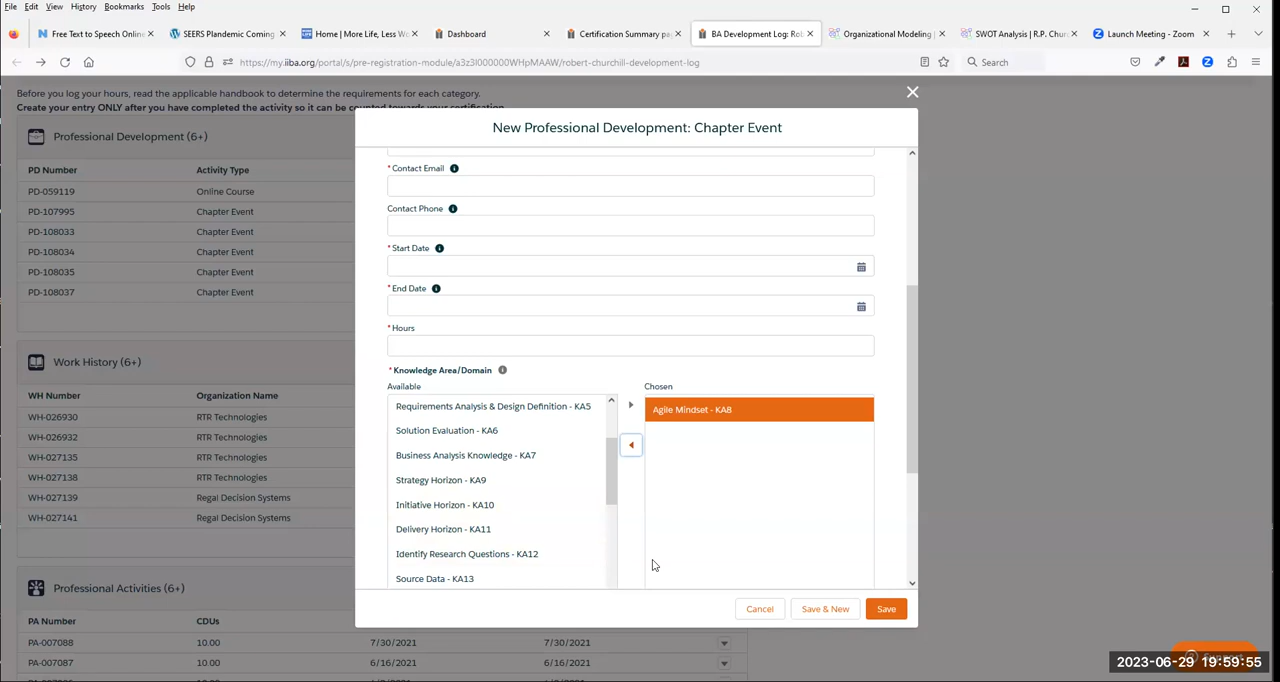 File Edit View History Bookmarks Tools Help
Free Text to Speech Online
SEERS Plandemic Coming
Home | More Life, Less W
Dashboard
Certification Summary pa
BA Development Log: Ro
Organizational Modeling |
SWOT Analysis | R.P. Chu
Launch Meeting - Zoom
https://my.iiba.org/portal/s/pre-registration-module/a3z3l000000WHpMAAW/robert-churchill-development-log
Search
Before you log your hours, read the applicable handbook to determine the requirements for each category.
Create your entry ONLY after you have completed the activity so it can be counted towards your certification
Professional Development (6+)
PD Number Activity Type
PD-059119 Online Course
PD-107995 Chapter Event
PD-108033 Chapter Event
PD-108034 Chapter Event
PD-108035 Chapter Event
PD-108037 Chapter Event
Work History (6+)
WH Number Organization Name
WH-026930 RTR Technologies
WH-026932 RTR Technologies
WH-027135 RTR Technologies
WH-027138 RTR Technologies
WH-027139 Regal Decision Systems
WH-027141 Regal Decision Systems
Professional Activities (6+)
PA Number CDUs
PA-007088 10.00 7/30/2021 7/30/2021
PA-007087 10.00 6/16/2021 6/16/2021
New Professional Development: Chapter Event
* Contact Email
Contact Phone
* Start Date
* End Date
* Hours
* Knowledge Area/Domain
Available
Requirements Analysis & Design Definition - KA5
Solution Evaluation - KA6
Business Analysis Knowledge - KA7
Strategy Horizon - KA9
Initiative Horizon - KA10
Delivery Horizon - KA11
Identify Research Questions - KA12
Source Data - KA13
Chosen
Agile Mindset - KA8
Cancel
Save & New
Save
2023-06-29 19:59:55